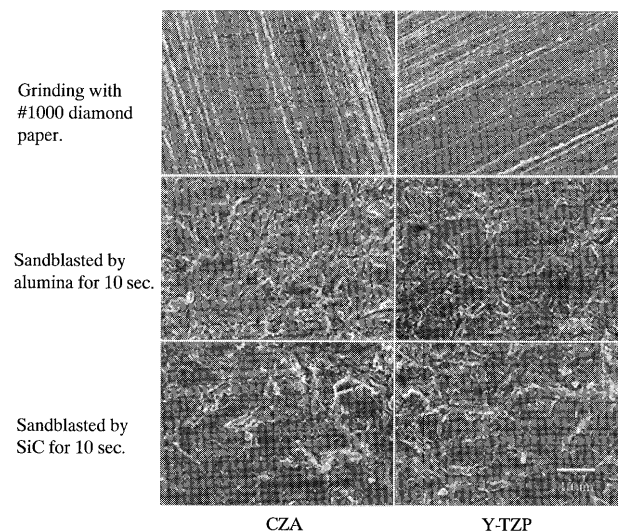 Grinding with
#1000 diamond
paper.
Sandblasted by
alumina for 10 sec.
Sandblasted by
SiC for 10 sec.
CZA
Y-TZP